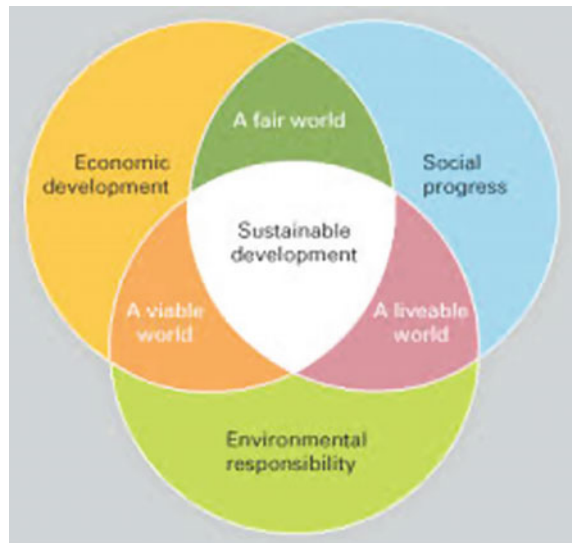 A fair world
Economic
development
Social
progress
Sustainable
development
A viable
world
A liveable
world
Environmental
responsibility